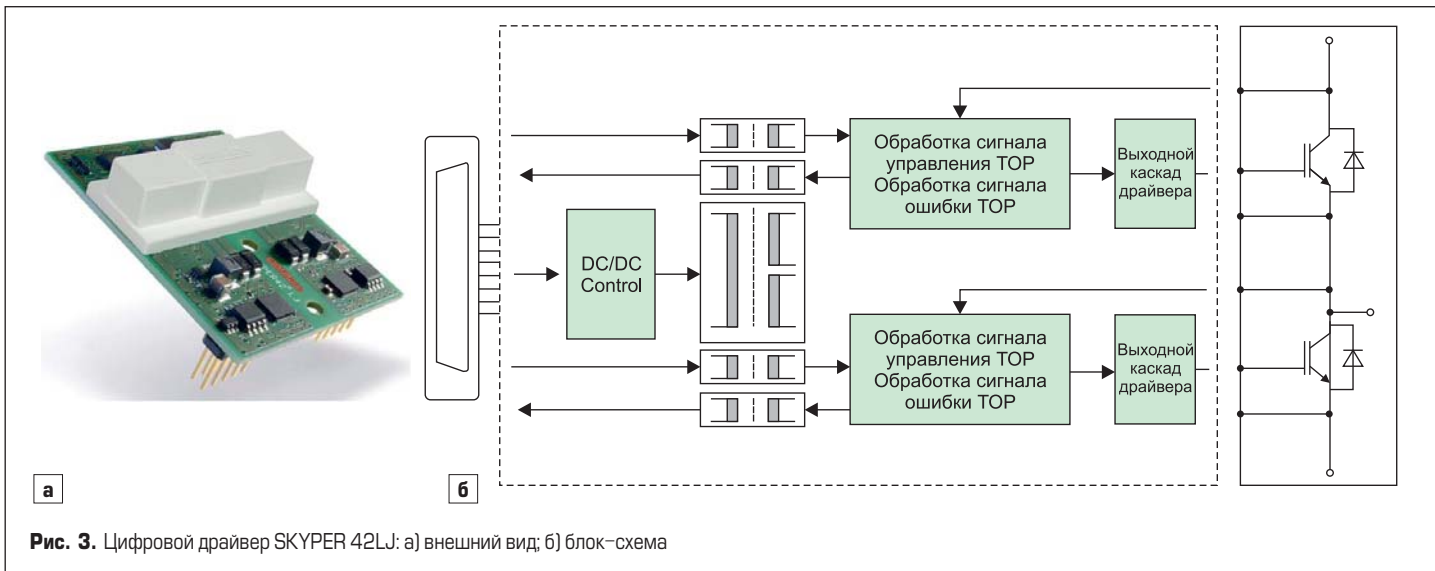 Обработка сигнала
управления TOP
Обработка сигнала
ошибки TOP
Выходной
каскад
драйвера
DC/DC
Control
Обработка сигнала
управления TOP
Обработка сигнала
ошибки TOP
Выходной
каскад
драйвера
а
б
Рис. 3. Цифровой драйвер SKYPER 42LJ: а) внешний вид; б) блок-схема